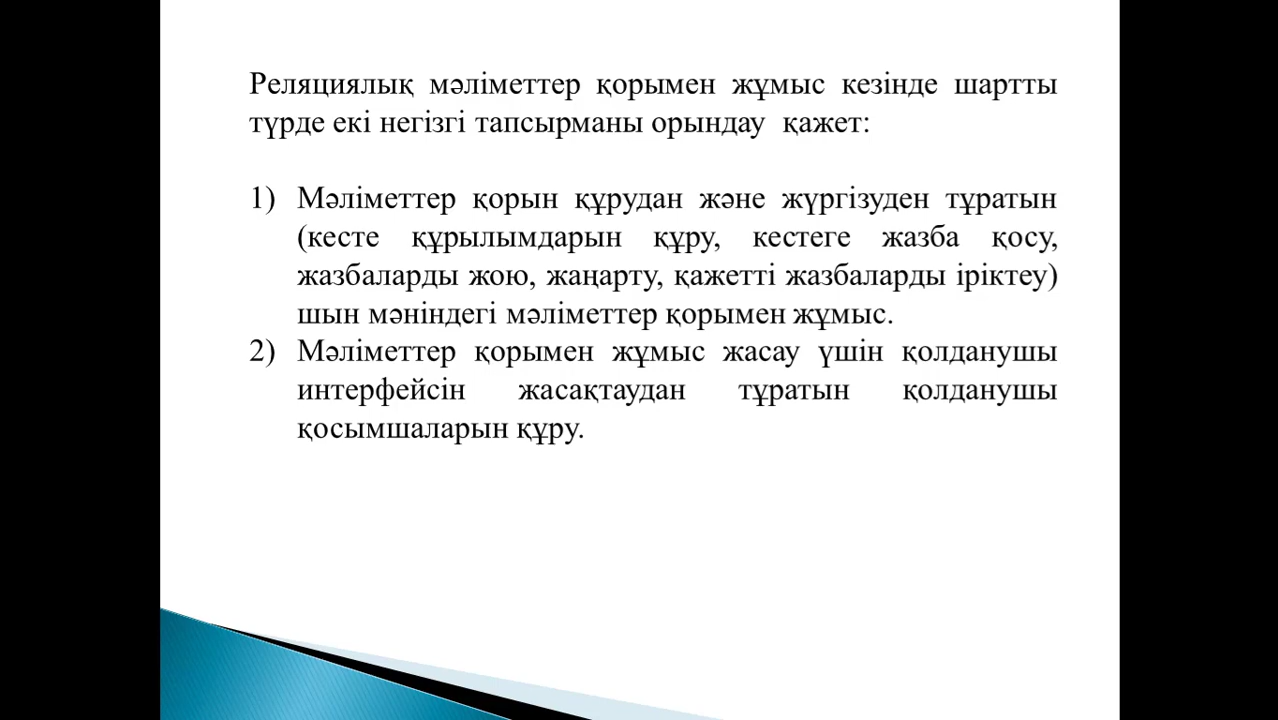 Реляциялық мәліметтер қорымен жұмыс кезінде шартты
түрде екі негізгі тапсырманы орындау қажет:
1) Мәліметтер қорын құрудан және жүргізуден тұратын
(кесте құрылымдарын құру, кестеге жазба қосу,
жазбаларды жою, жаңарту, қажетті жазбаларды іріктеу)
шын мәніндегі мәліметтер қорымен жұмыс.
2) Мәліметтер қорымен жұмыс жасау үшін қолданушы
интерфейсін жасақтаудан тұратын қолданушы
қосымшаларын құру.